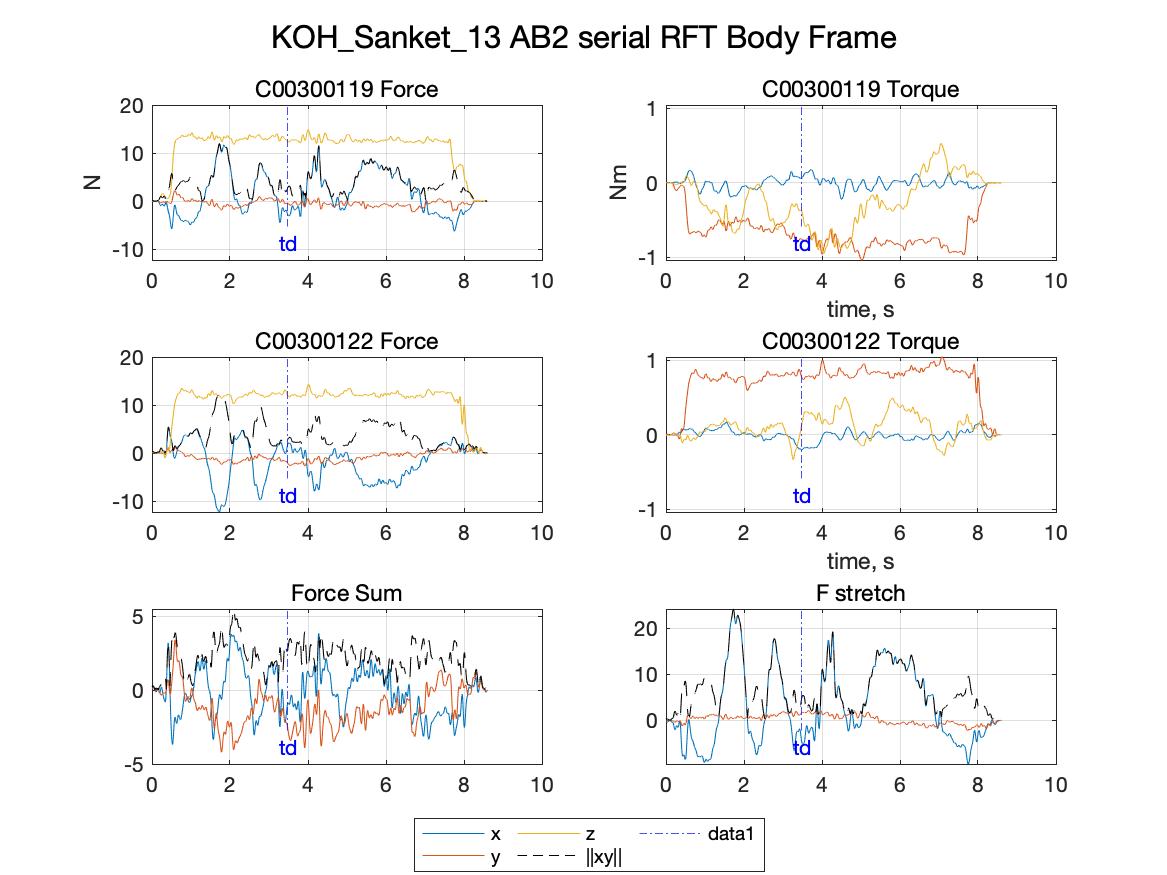 KOH_Sanket_13 AB2 serial RFT Body Frame
C00300119 Force
20
10
0
-10
N
td
0 2 4 6 8 10
C00300119 Torque
1
0
-1
Nm
td
0 2 4 6 8 10
time, s
C00300122 Force
20
10
0
-10
td
0 2 4 6 8 10
C00300122 Torque
1
0
-1
td
0 2 4 6 8 10
time, s
Force Sum
5
0
-5
td
0 2 4 6 8 10
F stretch
20
10
0
td
0 2 4 6 8 10
x z data1
y ||xy||